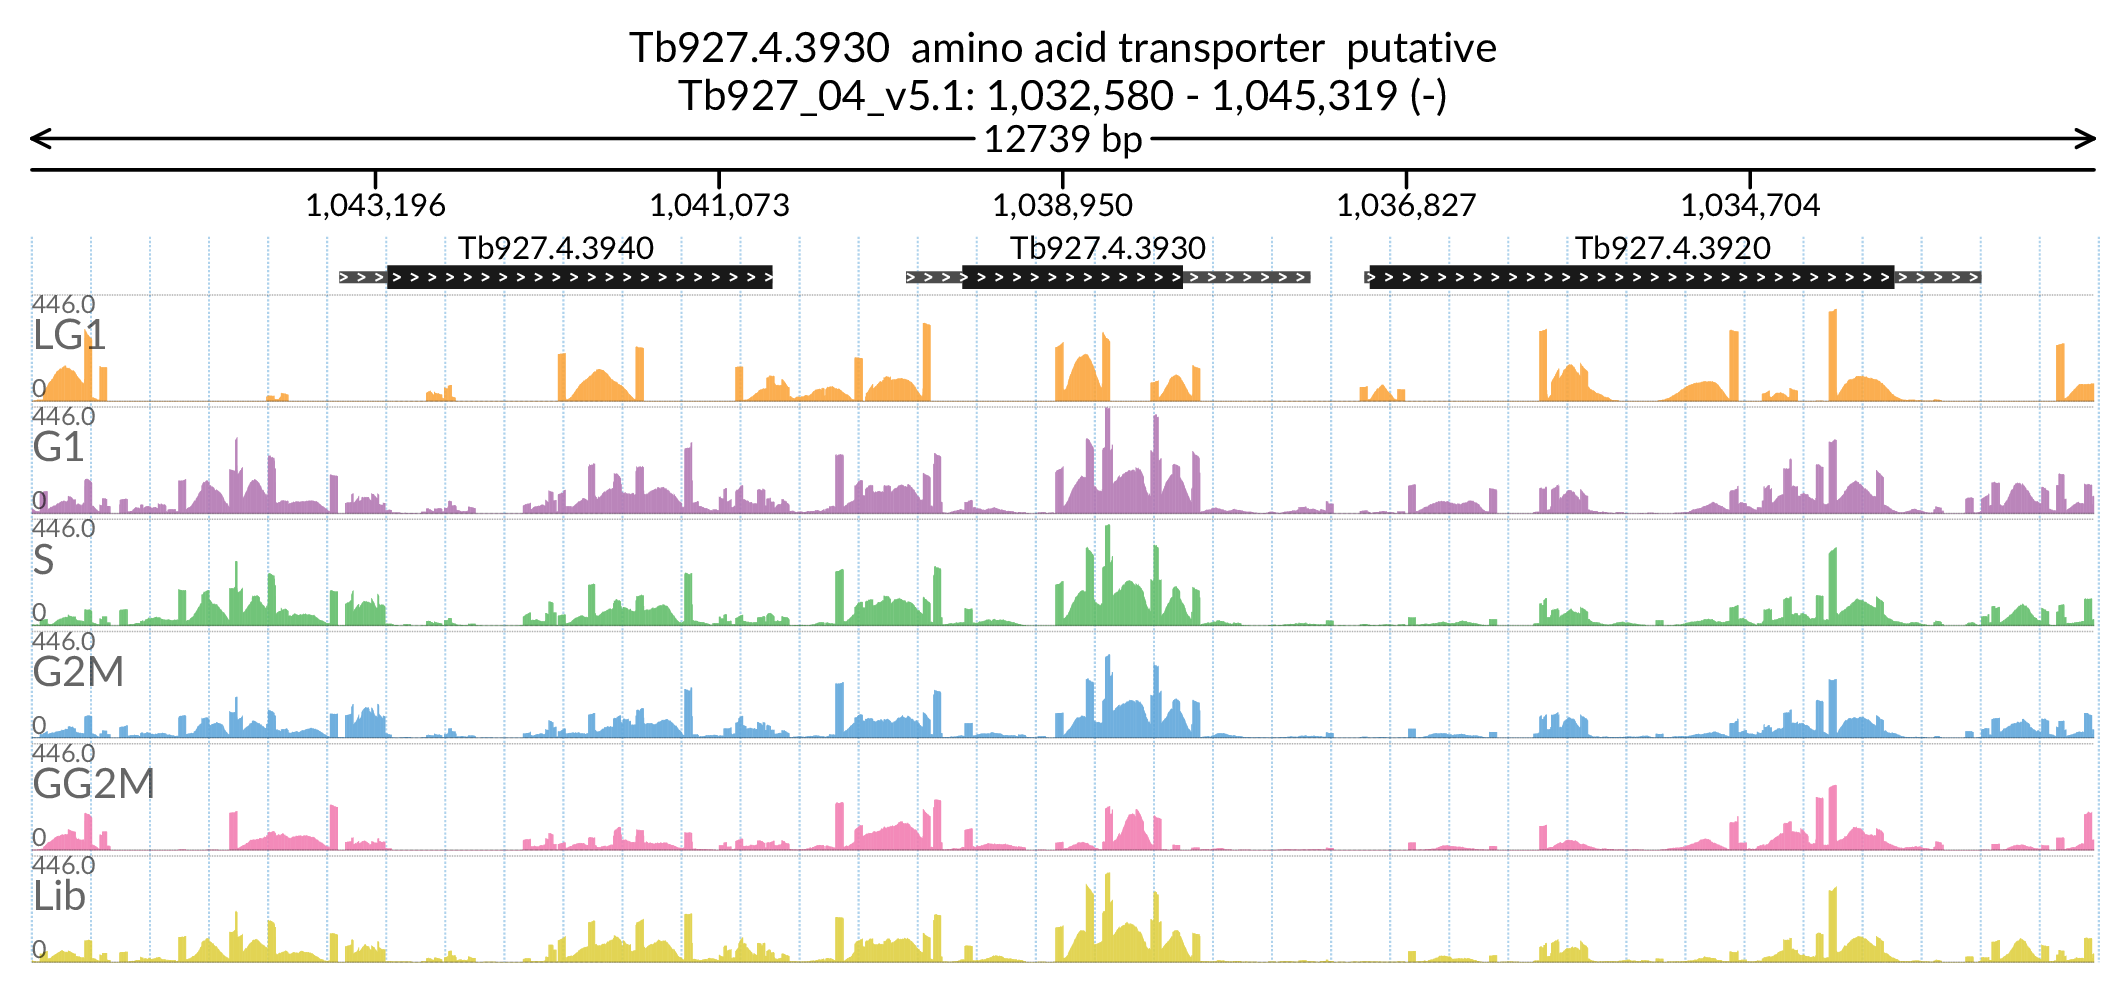 Tb927.4.3930  amino acid transporter  putative
Tb927_04_v5.1: 1,032,580 - 1,045,319 (-)
12739 bp
1,043,196 1,041,073 1,038,950 1,036,827 1,034,704
Tb927.4.3940 Tb927.4.3930 Tb927.4.3920
446.0
LG1
0
446.0
G1
0
446.0
S
0
446.0
G2M
0
446.0
GG2M
0
446.0
Lib
0